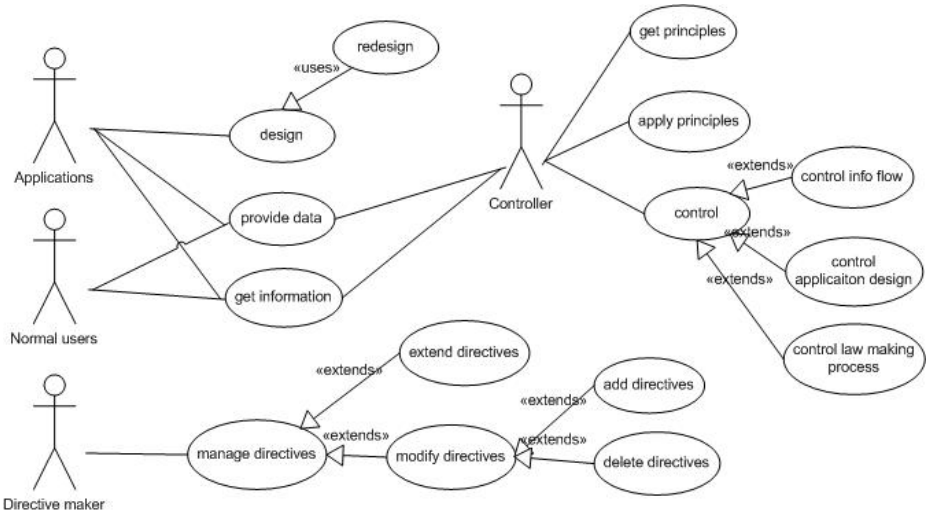 redesign
«uses»
design
Applications
get principles
apply principles
«extends»
control info flow
Controller
provide data
control
«extends»
control
applicaiton design
«extends»
get information
Normal users
control law making
process
extend directives
«extends»
add directives
«extends»
manage directives
«extends»
modify directives
«extends»
delete directives
Directive maker